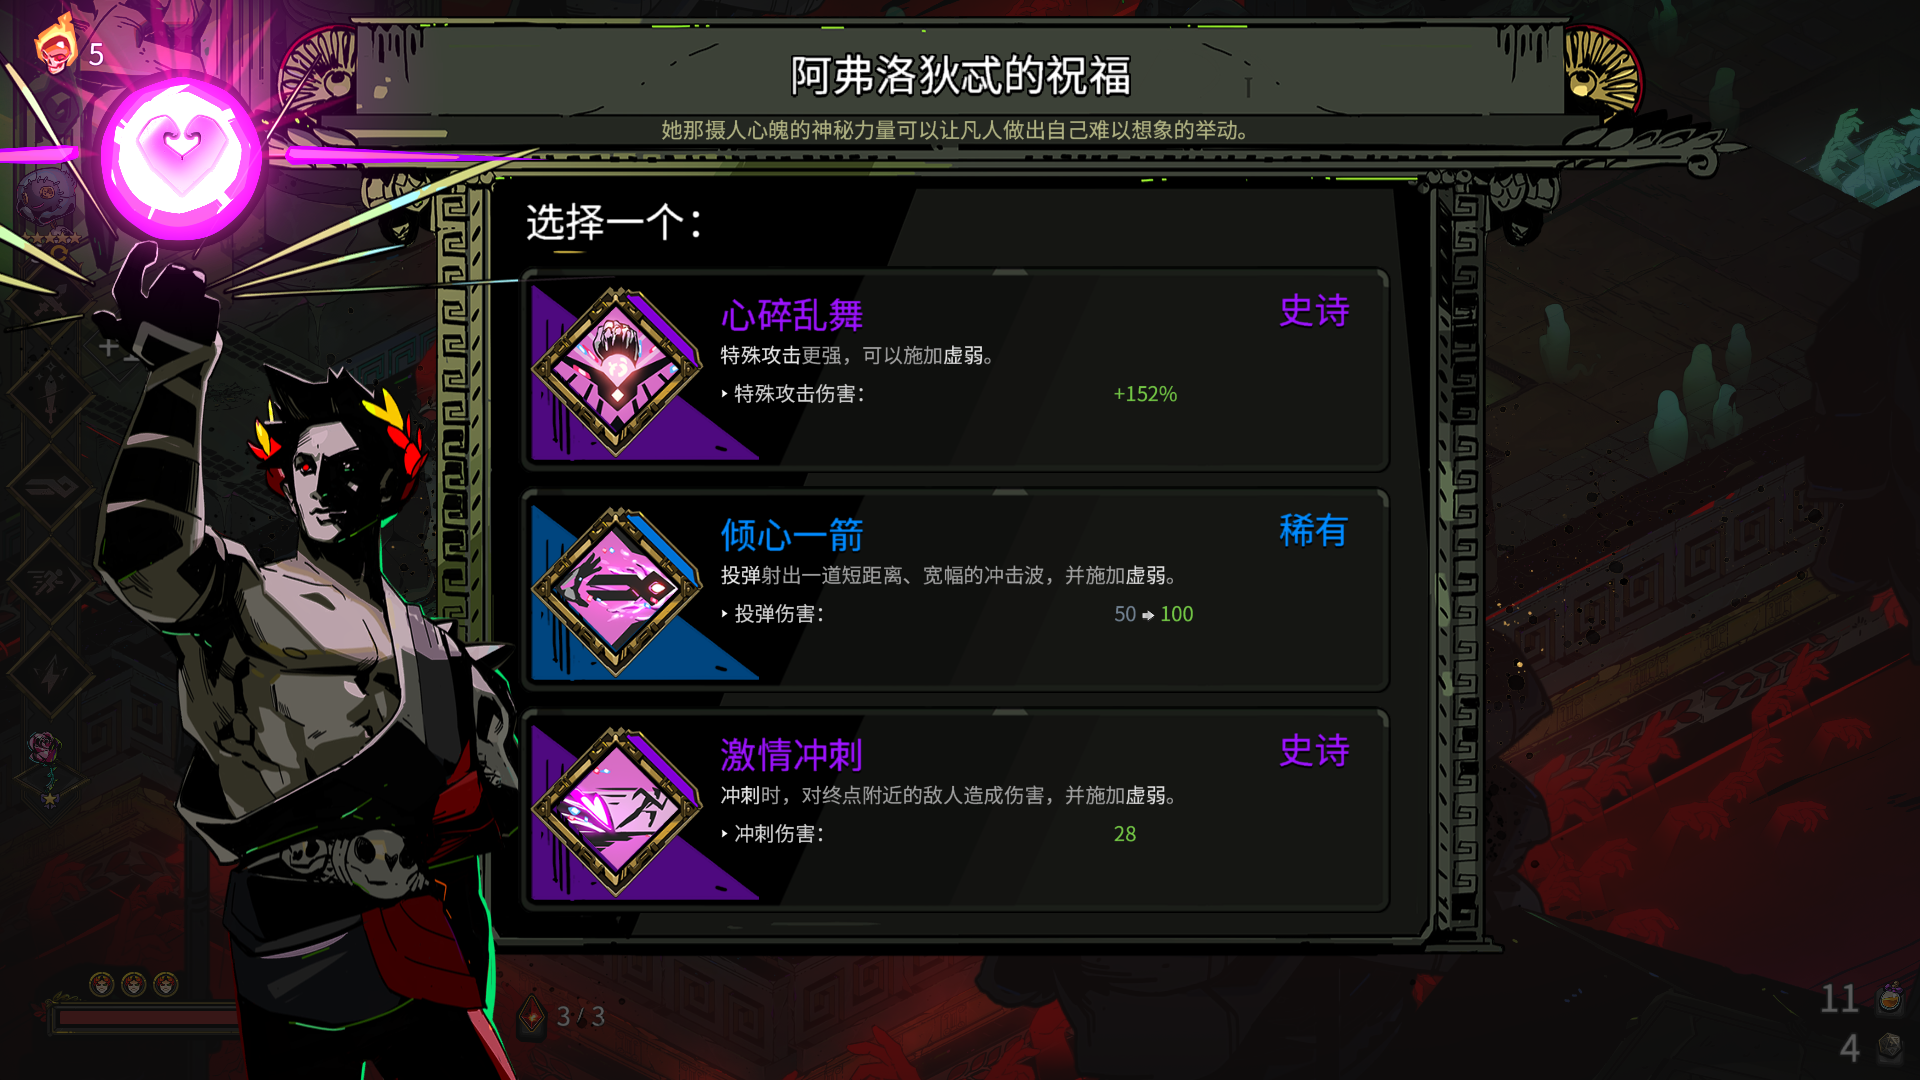 5
阿弗洛狄忒的祝福
她那摄人心魄的神秘力量可以让凡人做出自己难以想象的举动。
选择一个：
心碎乱舞
史诗
特殊攻击更强，可以施加虚弱。
特殊攻击伤害：
+152%
倾心一箭
稀有
投弹射出一道短距离、宽幅的冲击波，并施加虚弱。
投弹伤害：
50 ➡ 100
激情冲刺
史诗
冲刺时，对终点附近的敌人造成伤害，并施加虚弱。
冲刺伤害：
28
3/3
11
4